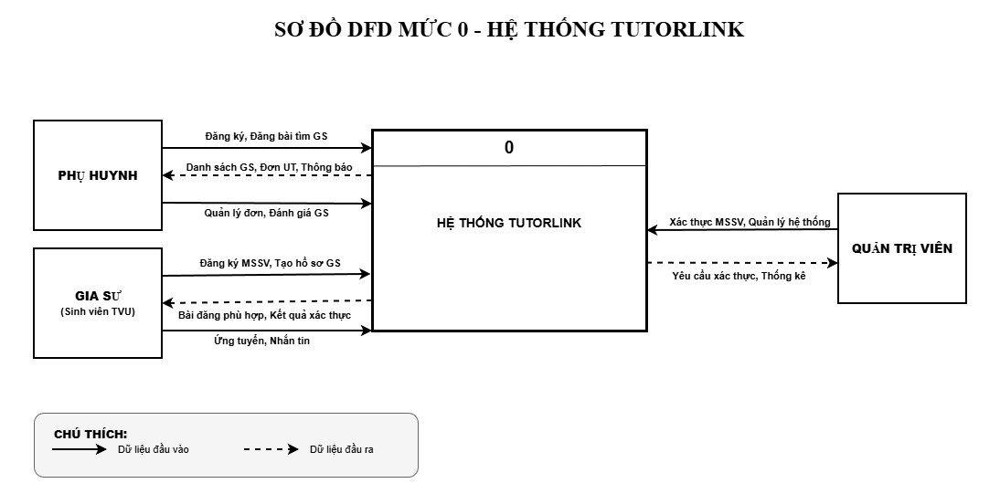 SƠ ĐỒ DFD MỨC 0 - HỆ THỐNG TUTORLINK
PHỤ HUYNH
Đăng ký, Đăng bài tìm GS
Danh sách GS, Đơn UT, Thông báo
Quản lý đơn, Đánh giá GS
GIA SƯ
(Sinh viên TVU)
Đăng ký MSSV, Tạo hồ sơ GS
Bài đăng phù hợp, Kết quả xác thực
Ứng tuyển, Nhắn tin
0
HỆ THỐNG TUTORLINK
Xác thực MSSV, Quản lý hệ thống
Yêu cầu xác thực, Thống kê
QUẢN TRỊ VIÊN
CHÚ THÍCH:
Dữ liệu đầu vào
Dữ liệu đầu ra